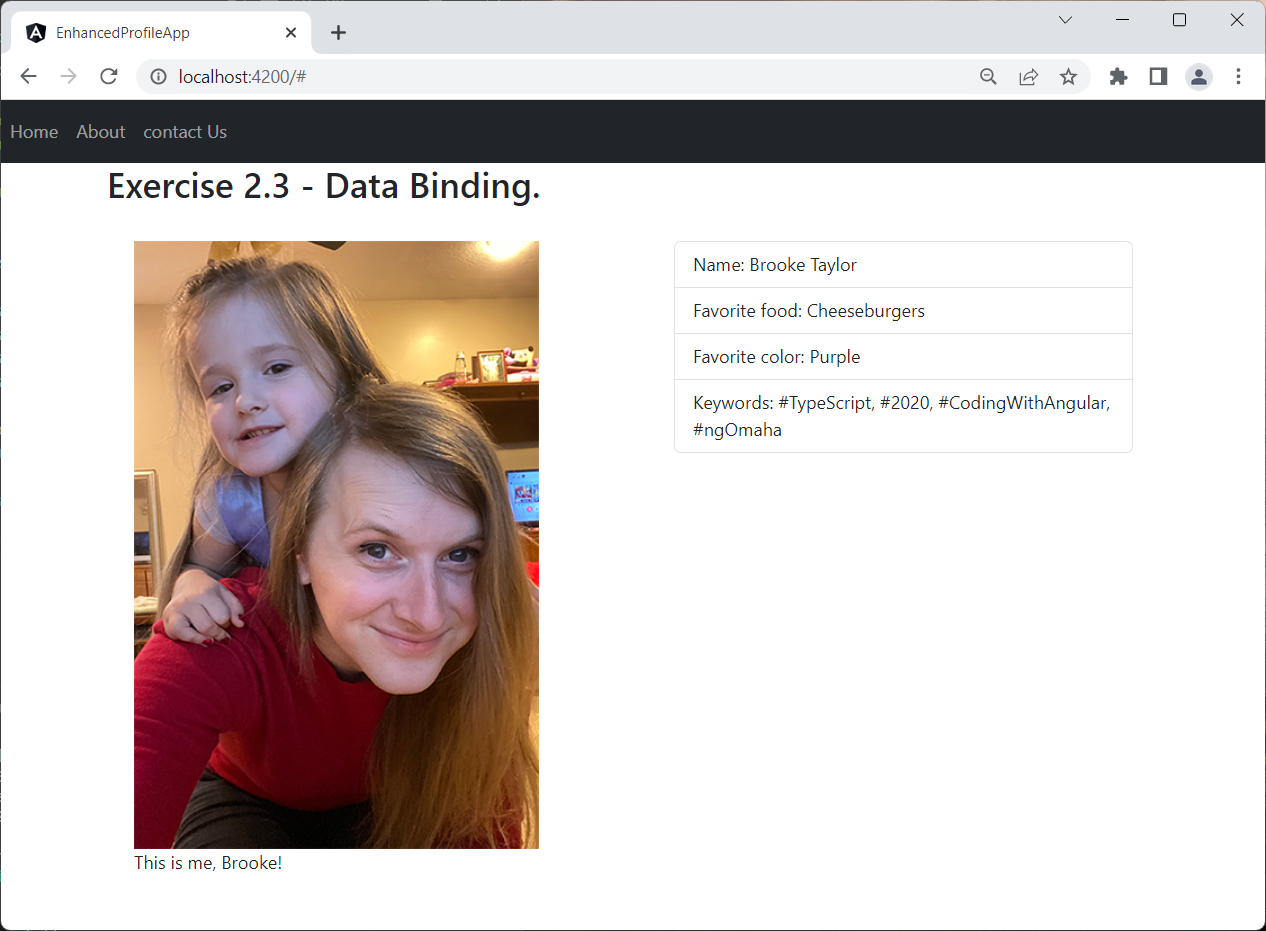 EnhancedProfileApp
localhost:4200/#
Home About contact Us
Exercise 2.3 - Data Binding.
Name: Brooke Taylor
Favorite food: Cheeseburgers
Favorite color: Purple
Keywords: #TypeScript, #2020, #CodingWithAngular,
#ngOmaha
This is me, Brooke!